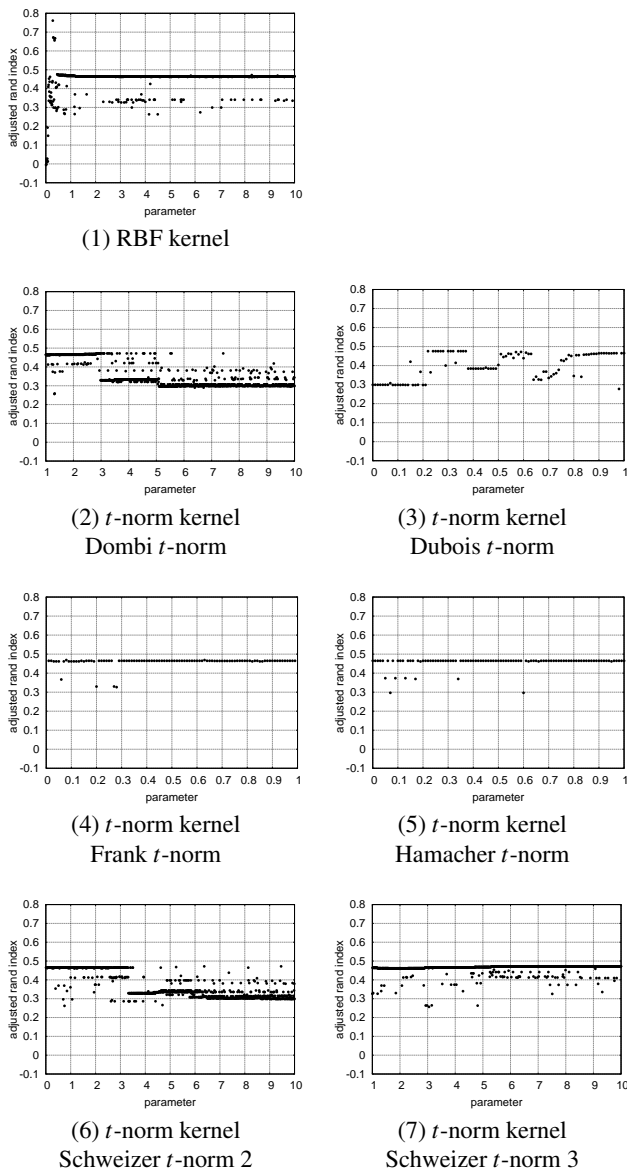 0.8
0.7
0.6
0.5
0.4
0.3
0.2
0.1
0
-0.1
adjusted rand index
0 1 2 3 4 5 6 7 8 9 10
parameter
(1) RBF kernel
0.8
0.7
0.6
0.5
0.4
0.3
0.2
0.1
0
-0.1
adjusted rand index
1 2 3 4 5 6 7 8 9 10
parameter
(2) t-norm kernel
Dombi t-norm
0.8
0.7
0.6
0.5
0.4
0.3
0.2
0.1
0
-0.1
adjusted rand index
0 0.1 0.2 0.3 0.4 0.5 0.6 0.7 0.8 0.9 1
parameter
(3) t-norm kernel
Dubois t-norm
0.8
0.7
0.6
0.5
0.4
0.3
0.2
0.1
0
-0.1
adjusted rand index
0 0.1 0.2 0.3 0.4 0.5 0.6 0.7 0.8 0.9 1
parameter
(4) t-norm kernel
Frank t-norm
0.8
0.7
0.6
0.5
0.4
0.3
0.2
0.1
0
-0.1
adjusted rand index
0 0.1 0.2 0.3 0.4 0.5 0.6 0.7 0.8 0.9 1
parameter
(5) t-norm kernel
Hamacher t-norm
0.8
0.7
0.6
0.5
0.4
0.3
0.2
0.1
0
-0.1
adjusted rand index
0 1 2 3 4 5 6 7 8 9 10
parameter
(6) t-norm kernel
Schweizer t-norm 2
0.8
0.7
0.6
0.5
0.4
0.3
0.2
0.1
0
-0.1
adjusted rand index
1 2 3 4 5 6 7 8 9 10
parameter
(7) t-norm kernel
Schweizer t-norm 3